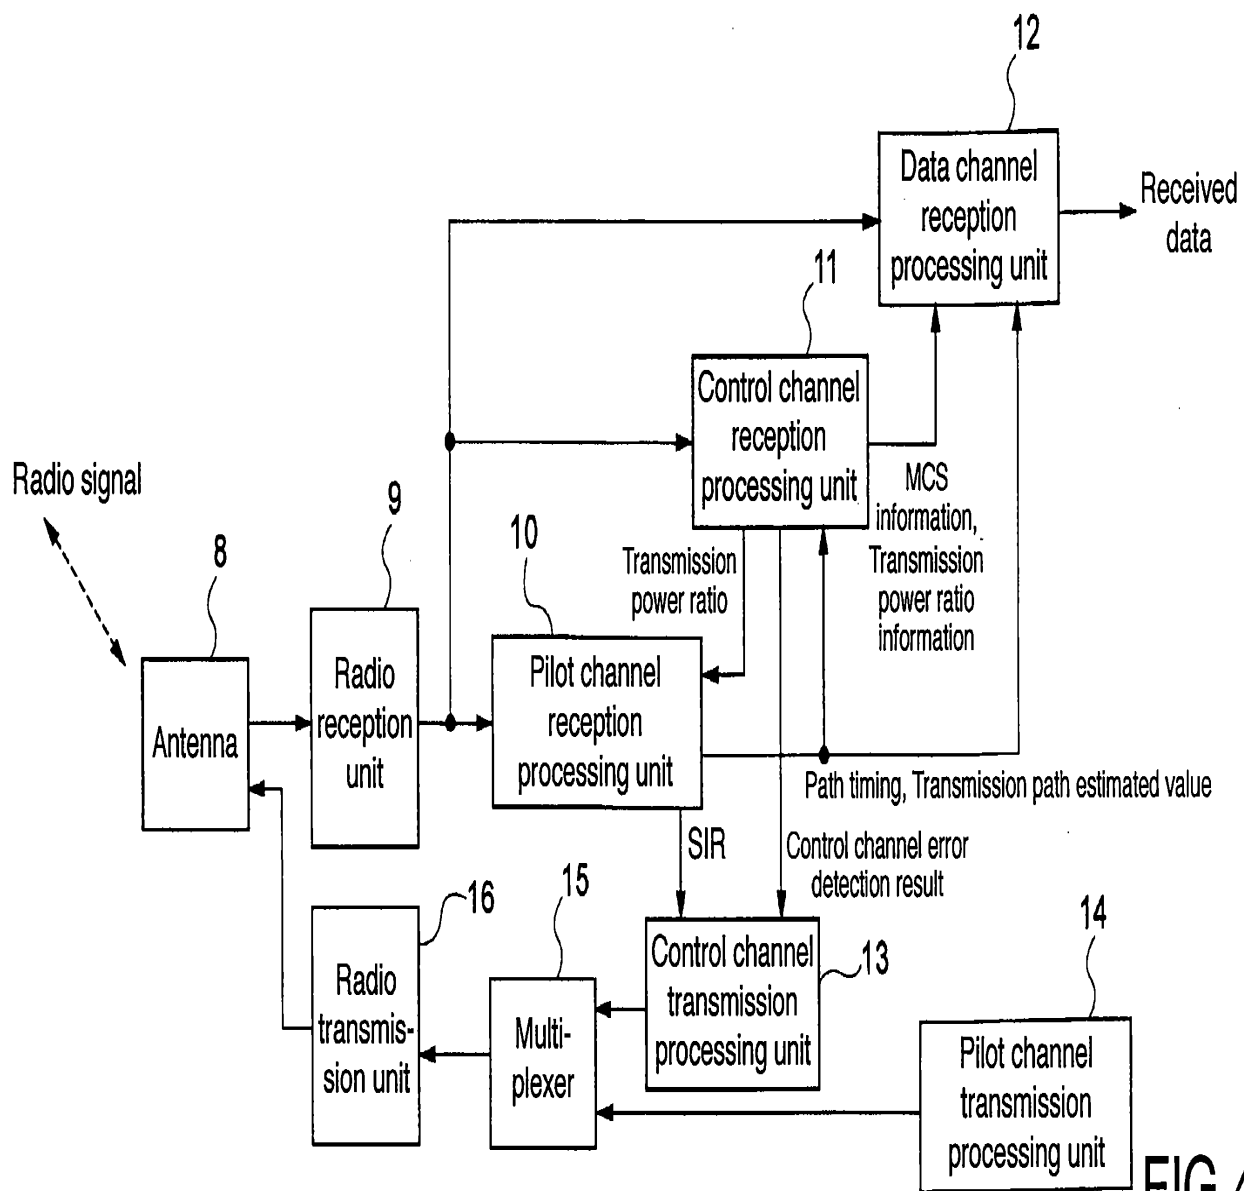 12
Data channel
reception
processing unit
Received
data
11
Control channel
reception
processing unit
MCS
information,
Transmission
power ratio
information
Radio signal
8
9
10
Transmission
power ratio
Antenna
Radio
reception
unit
Pilot channel
reception
processing unit
Path timing, Transmission path estimated value
SIR
Control channel error
detection result
16
15
14
13
Radio
transmis-
sion unit
Multi-
plexer
Control channel
transmission
processing unit
Pilot channel
transmission
processing unit
FIG